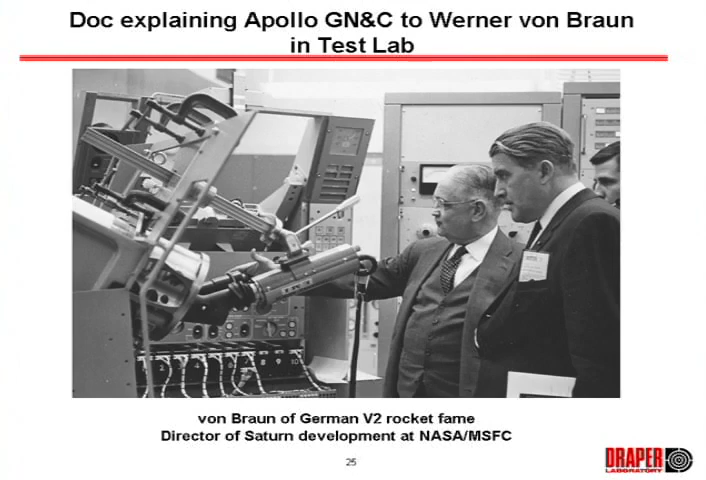 Doc explaining Apollo GN&C to Werner von Braun
in Test Lab
von Braun of German V2 rocket fame
Director of Saturn development at NASA/MSFC
25
DRAPER
LABORATORY